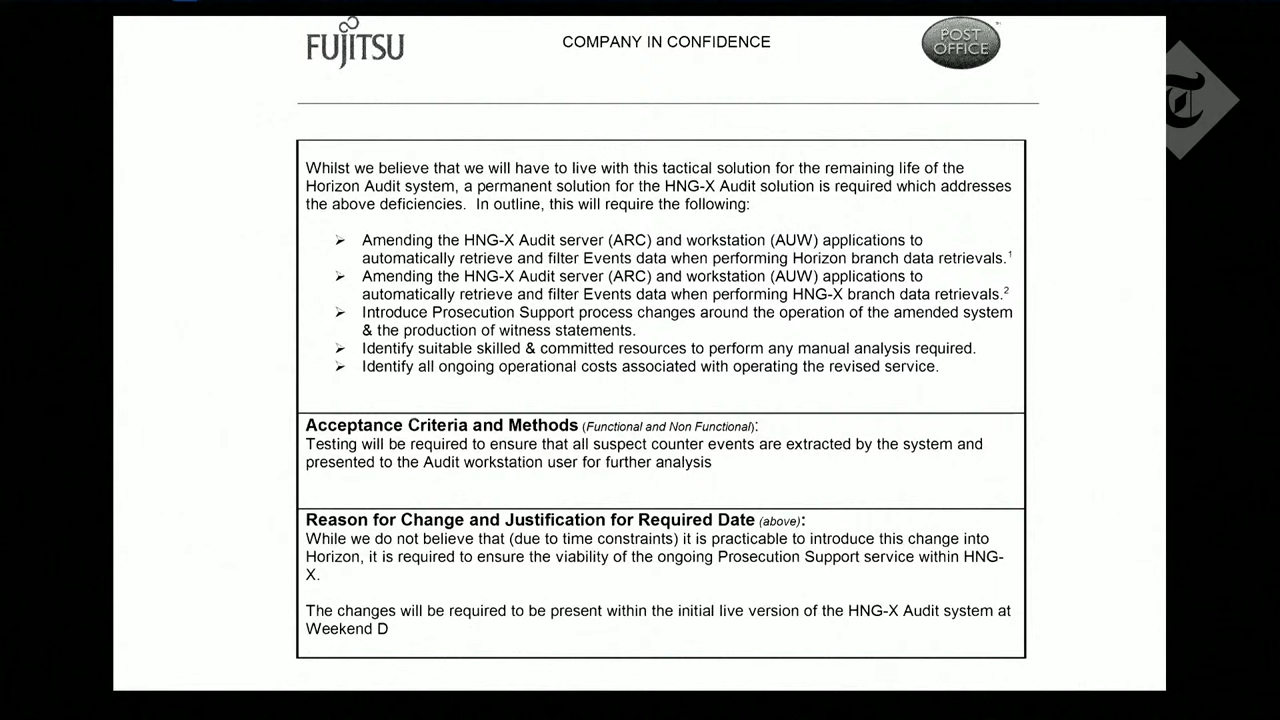 FUJITSU
COMPANY IN CONFIDENCE
POST
OFFICE
Whilst we believe that we will have to live with this tactical solution for the remaining life of the
Horizon Audit system, a permanent solution for the HNG-X Audit solution is required which addresses
the above deficiencies. In outline, this will require the following:
➢ Amending the HNG-X Audit server (ARC) and workstation (AUW) applications to
automatically retrieve and filter Events data when performing Horizon branch data retrievals.¹
➢ Amending the HNG-X Audit server (ARC) and workstation (AUW) applications to
automatically retrieve and filter Events data when performing HNG-X branch data retrievals.²
➢ Introduce Prosecution Support process changes around the operation of the amended system
& the production of witness statements.
➢ Identify suitable skilled & committed resources to perform any manual analysis required.
➢ Identify all ongoing operational costs associated with operating the revised service.
Acceptance Criteria and Methods (Functional and Non Functional):
Testing will be required to ensure that all suspect counter events are extracted by the system and
presented to the Audit workstation user for further analysis
Reason for Change and Justification for Required Date (above):
While we do not believe that (due to time constraints) it is practicable to introduce this change into
Horizon, it is required to ensure the viability of the ongoing Prosecution Support service within HNG-
X.
The changes will be required to be present within the initial live version of the HNG-X Audit system at
Weekend D
T